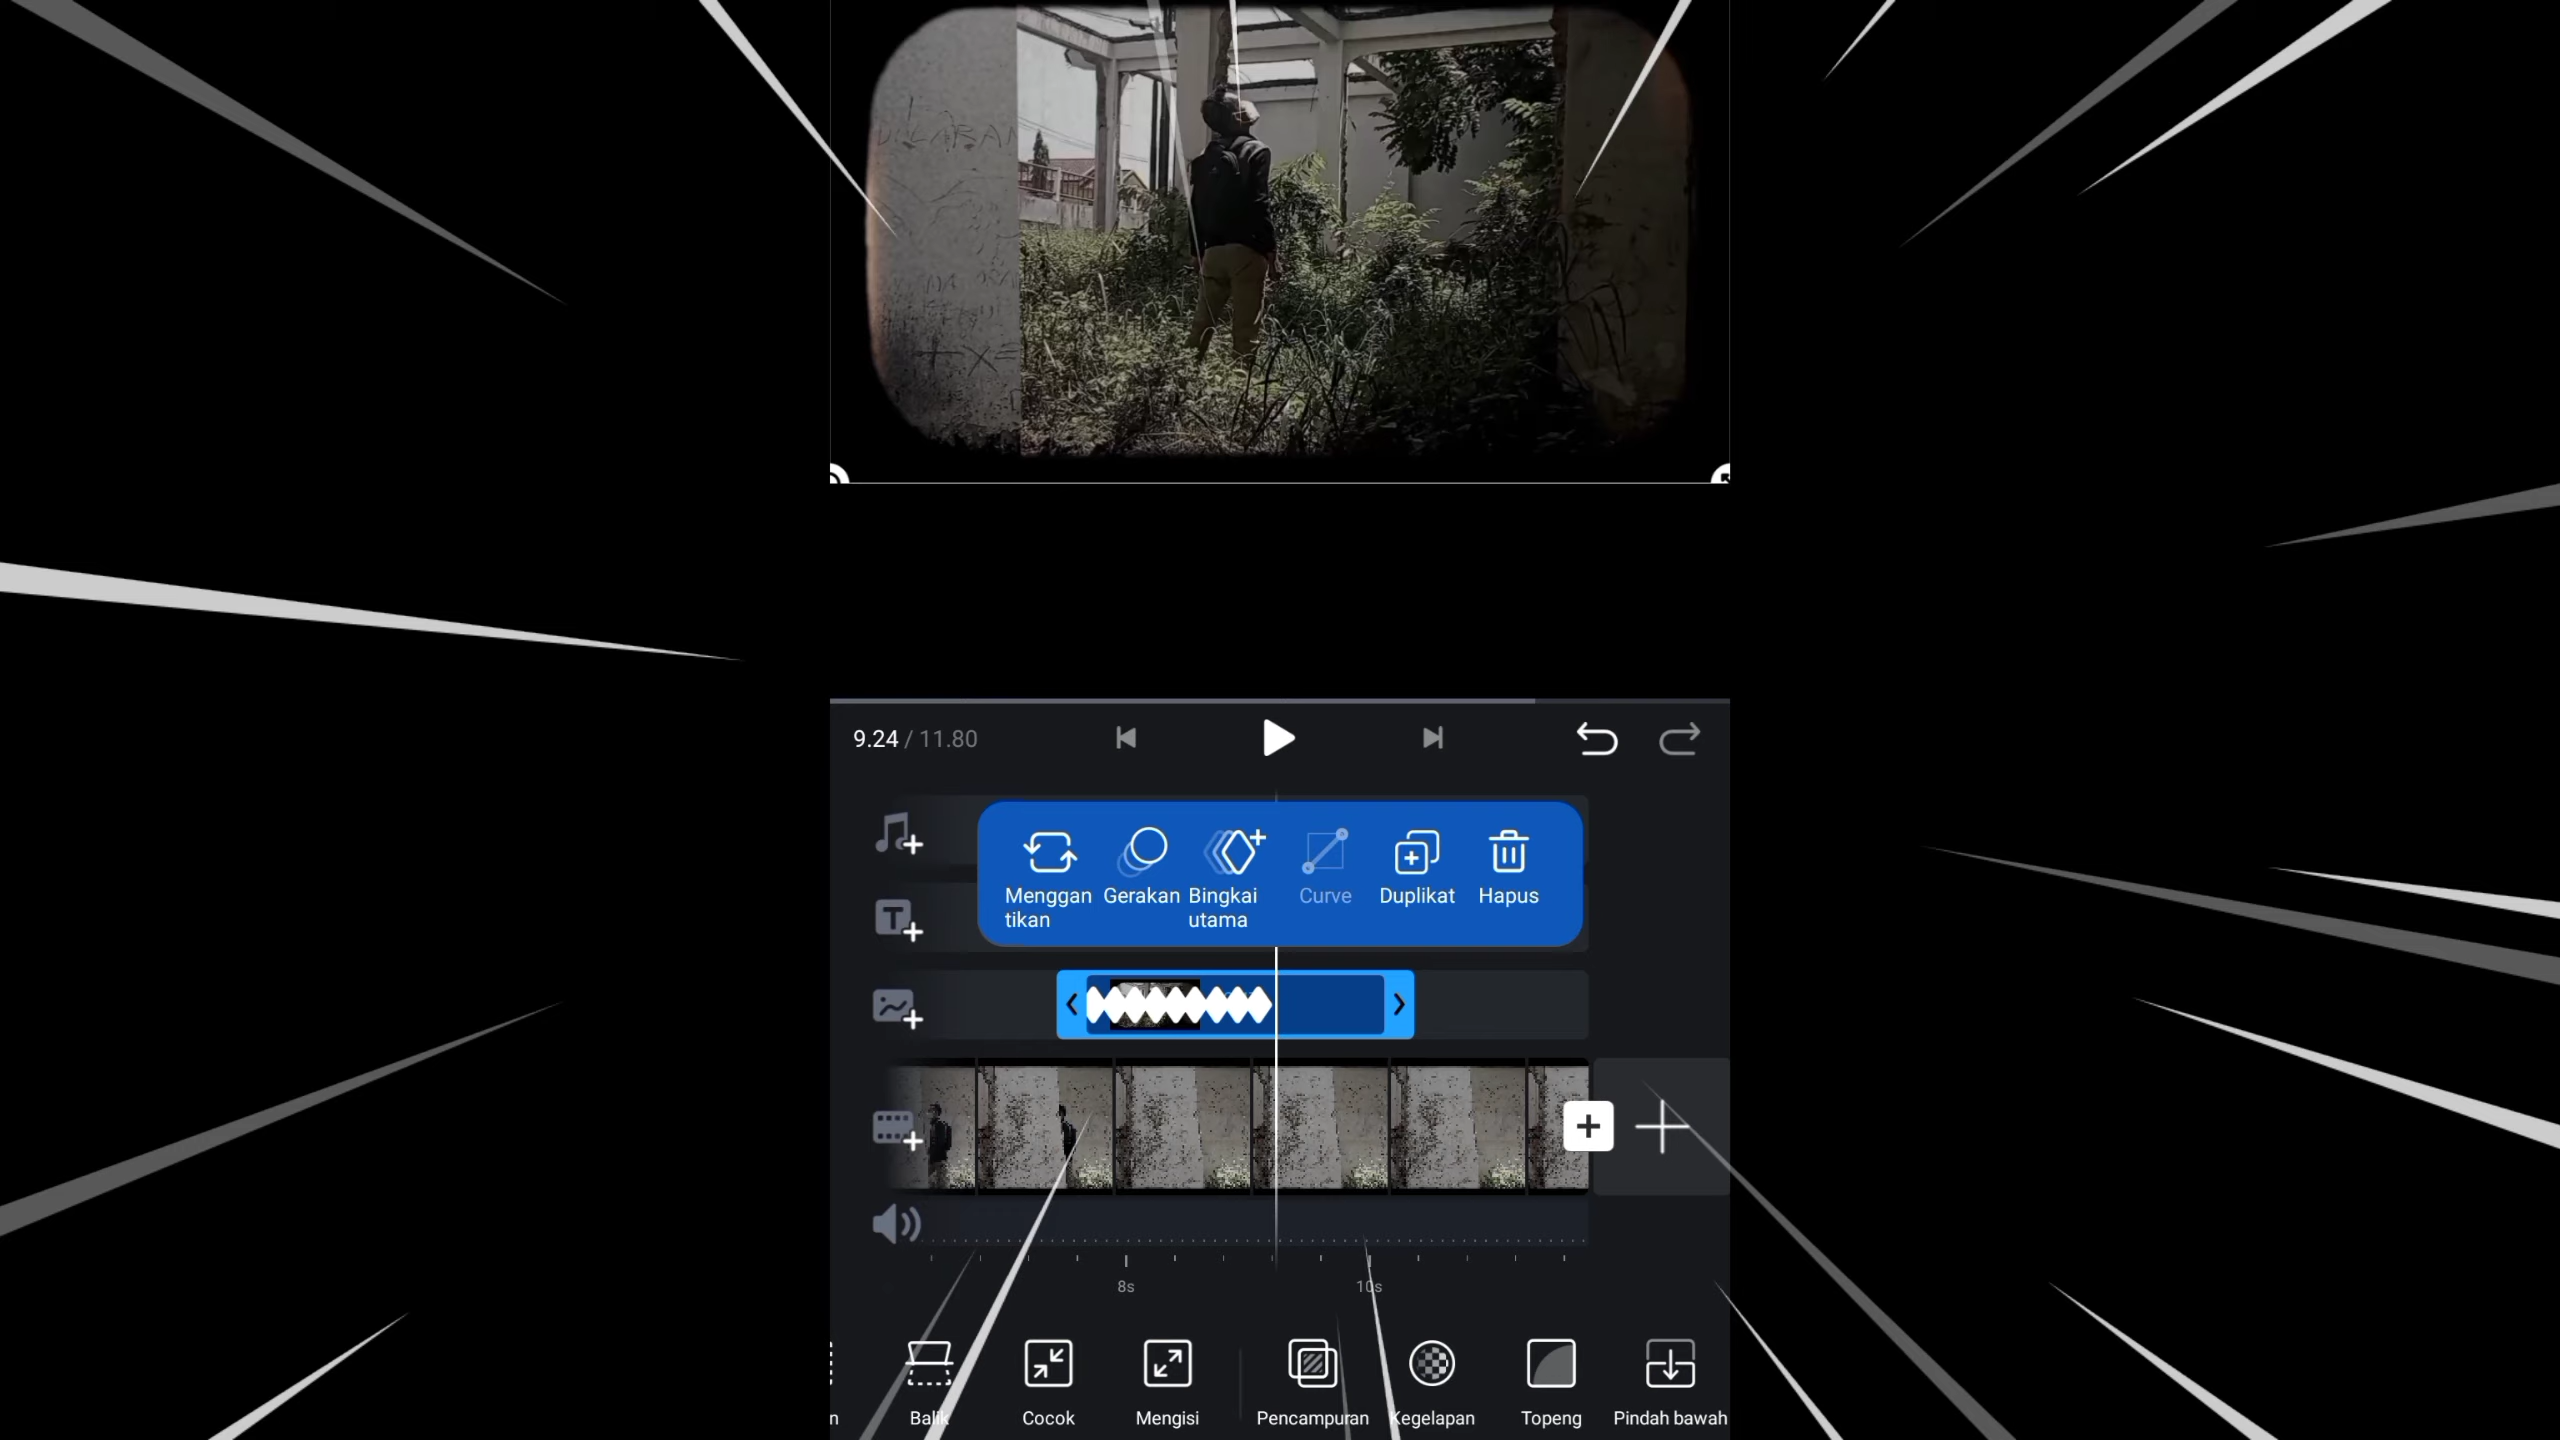 9.24 / 11.80
Menggan
tikan
Gerakan
Bingkai
utama
Curve
Duplikat
Hapus
8s
10s
n
Balik
Cocok
Mengisi
Pencampuran
Kegelapan
Topeng
Pindah bawah